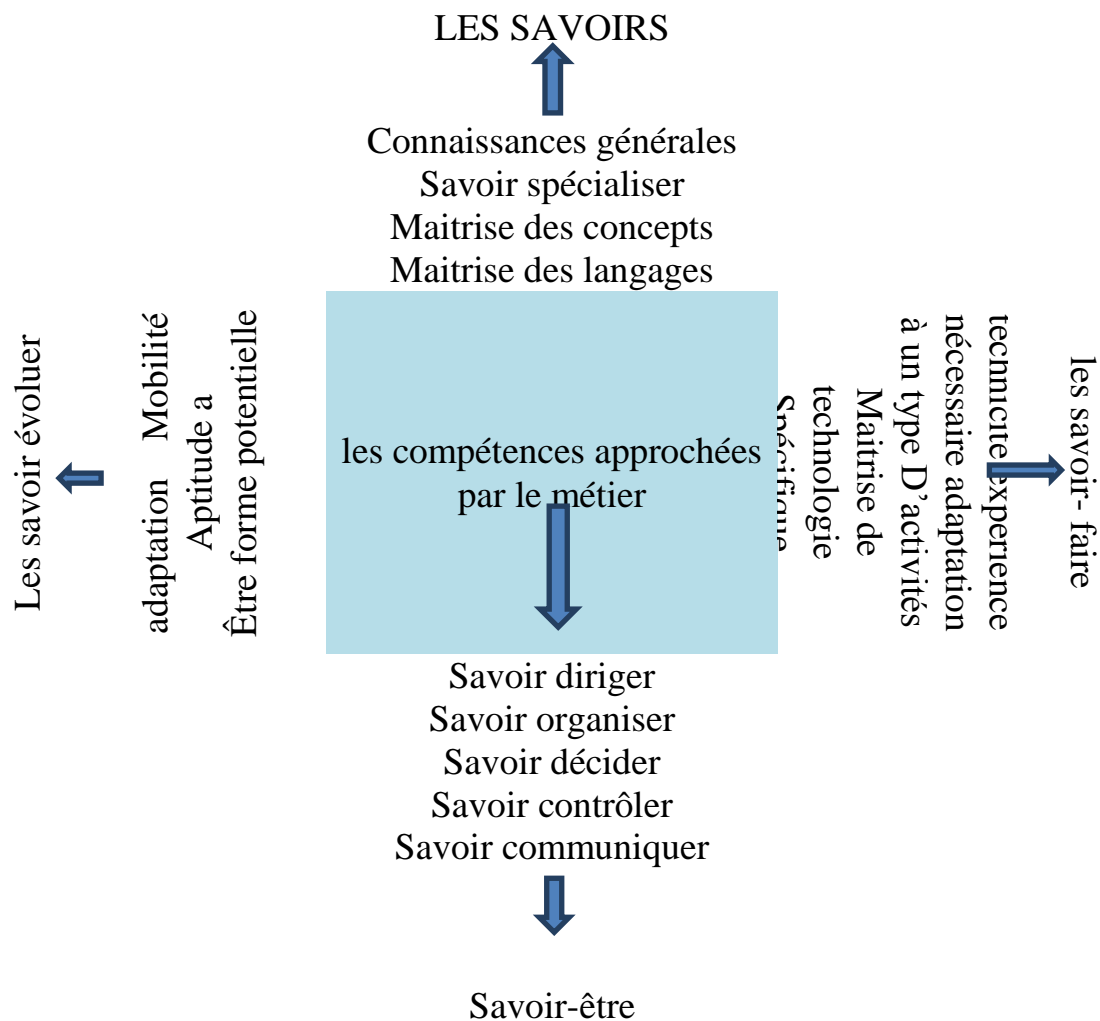 LES SAVOIRS
Connaissances générales
Savoir spécialiser
Maitrise des concepts
Maitrise des langages
Les savoir évoluer
adaptation Mobilité
Aptitude a
Être forme potentielle
les compétences approchées
par le métier
Spécifique
technologie
Maitrise de
à un type D’activités
nécessaire adaptation
technicite,experience
les savoir- faire
Savoir diriger
Savoir organiser
Savoir décider
Savoir contrôler
Savoir communiquer
Savoir-être